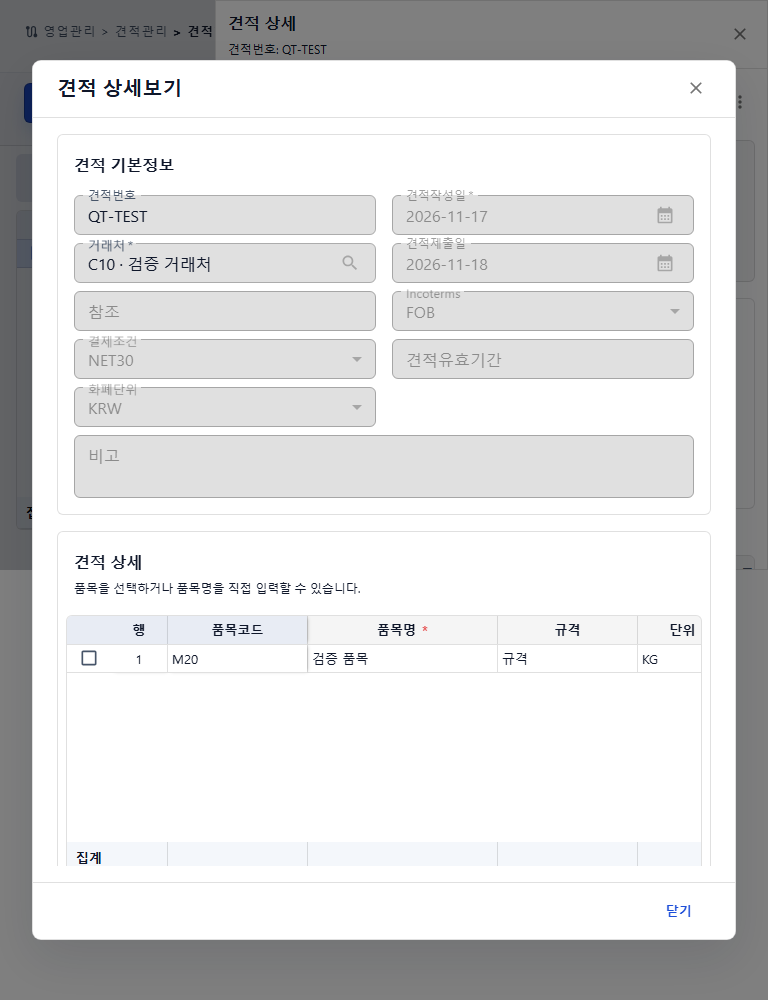 영업관리 > 견적관리 > 견적
견적 상세
견적번호: QT-TEST
견적 상세보기
견적 기본정보
견적번호
QT-TEST
견적작성일 *
2026-11-17
거래처 *
C10 · 검증 거래처
견적제출일
2026-11-18
참조
Incoterms
FOB
결제조건
NET30
견적유효기간
화폐단위
KRW
비고
견적 상세
품목을 선택하거나 품목명을 직접 입력할 수 있습니다.
행 품목코드 품목명 * 규격 단위
1 M20 검증 품목 규격 KG
집계
닫기